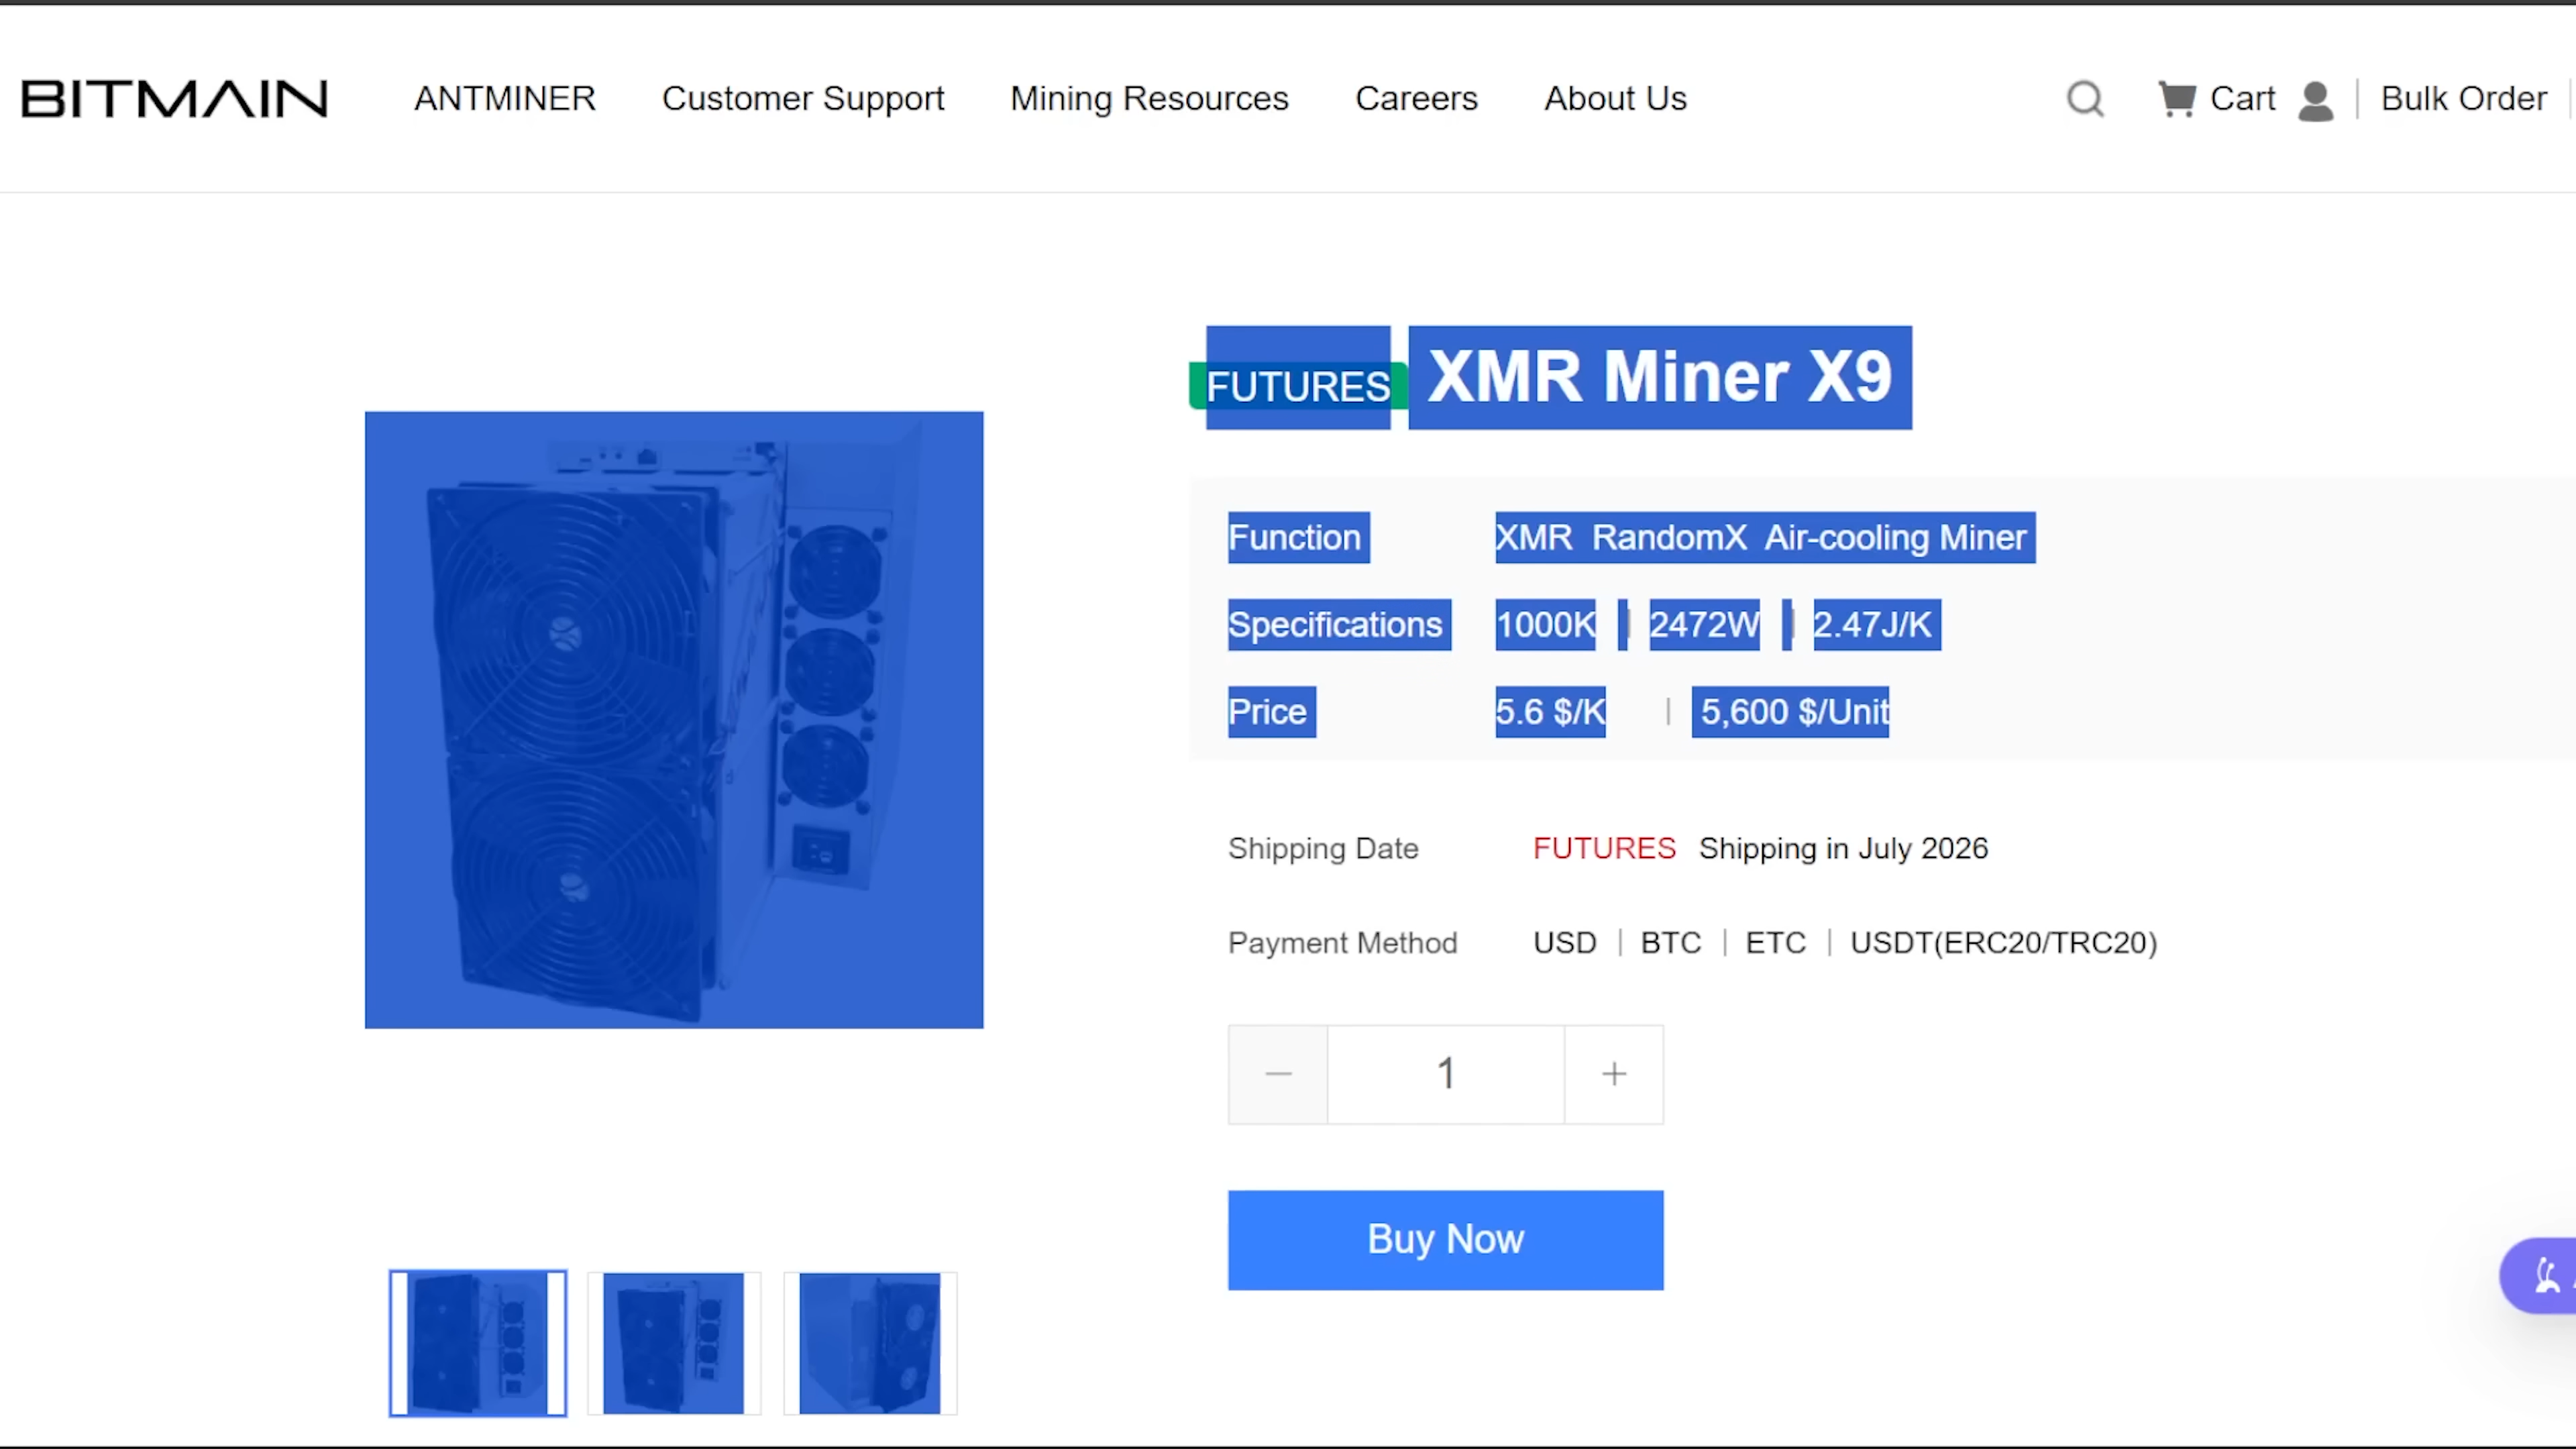 BITMAIN ANTMINER Customer Support Mining Resources Careers About Us Cart Bulk Order
FUTURES XMR Miner X9
Function XMR RandomX Air-cooling Miner
Specifications 1000K | 2472W | 2.47J/K
Price 5.6 $/K | 5,600 $/Unit
Shipping Date FUTURES Shipping in July 2026
Payment Method USD | BTC | ETC | USDT(ERC20/TRC20)
1
Buy Now